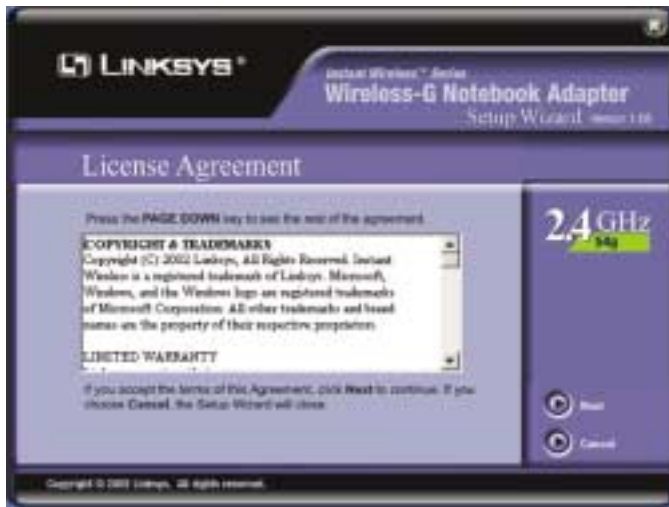 LINKSYS®
Instant Wireless™ Series
Wireless-G Notebook Adapter
Setup Wizard
License Agreement
Press the PAGE DOWN key to see the rest of the agreement.
COPYRIGHT & TRADEMARKS
Copyright (C) 2002 Linksys, All Rights Reserved. Instant
Wireless is a registered trademark of Linksys. Microsoft,
Windows, and the Windows logo are registered trademarks
of Microsoft Corporation. All other trademarks and brand
names are the property of their respective proprietors.
LIMITED WARRANTY
If you accept the terms of this Agreement, click Next to continue. If you
choose Cancel, the Setup Wizard will close.
2.4 GHz
54g
Next
Cancel
Copyright © Linksys, All rights reserved.